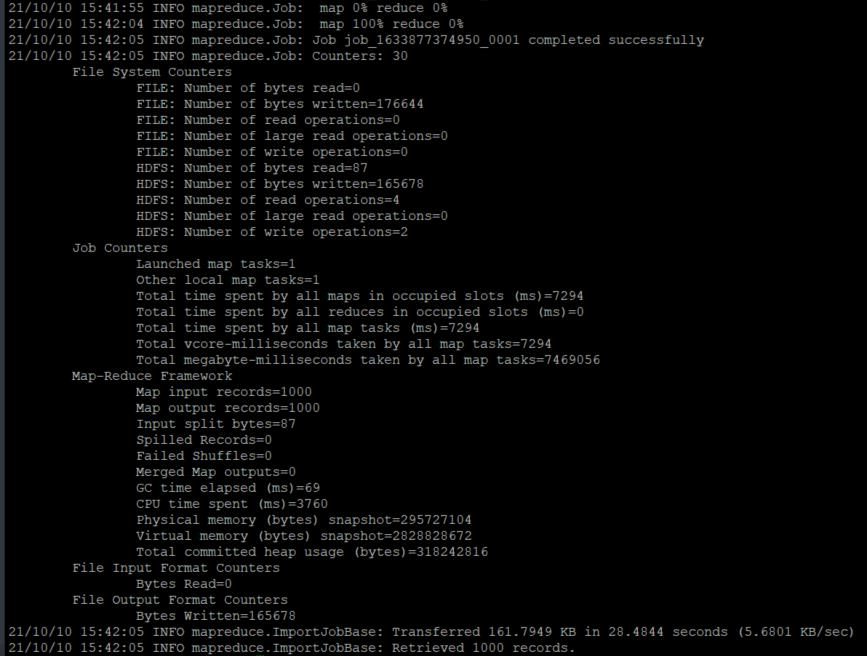 21/10/10 15:41:55 INFO mapreduce.Job:  map 0% reduce 0%
21/10/10 15:42:04 INFO mapreduce.Job:  map 100% reduce 0%
21/10/10 15:42:05 INFO mapreduce.Job: Job job_1633877374950_0001 completed successfully
21/10/10 15:42:05 INFO mapreduce.Job: Counters: 30
File System Counters
FILE: Number of bytes read=0
FILE: Number of bytes written=176644
FILE: Number of read operations=0
FILE: Number of large read operations=0
FILE: Number of write operations=0
HDFS: Number of bytes read=87
HDFS: Number of bytes written=165678
HDFS: Number of read operations=4
HDFS: Number of large read operations=0
HDFS: Number of write operations=2
Job Counters
Launched map tasks=1
Other local map tasks=1
Total time spent by all maps in occupied slots (ms)=7294
Total time spent by all reduces in occupied slots (ms)=0
Total time spent by all map tasks (ms)=7294
Total vcore-milliseconds taken by all map tasks=7294
Total megabyte-milliseconds taken by all map tasks=7469056
Map-Reduce Framework
Map input records=1000
Map output records=1000
Input split bytes=87
Spilled Records=0
Failed Shuffles=0
Merged Map outputs=0
GC time elapsed (ms)=69
CPU time spent (ms)=3760
Physical memory (bytes) snapshot=295727104
Virtual memory (bytes) snapshot=2828828672
Total committed heap usage (bytes)=318242816
File Input Format Counters
Bytes Read=0
File Output Format Counters
Bytes Written=165678
21/10/10 15:42:05 INFO mapreduce.ImportJobBase: Transferred 161.7949 KB in 28.4844 seconds (5.6801 KB/sec)
21/10/10 15:42:05 INFO mapreduce.ImportJobBase: Retrieved 1000 records.